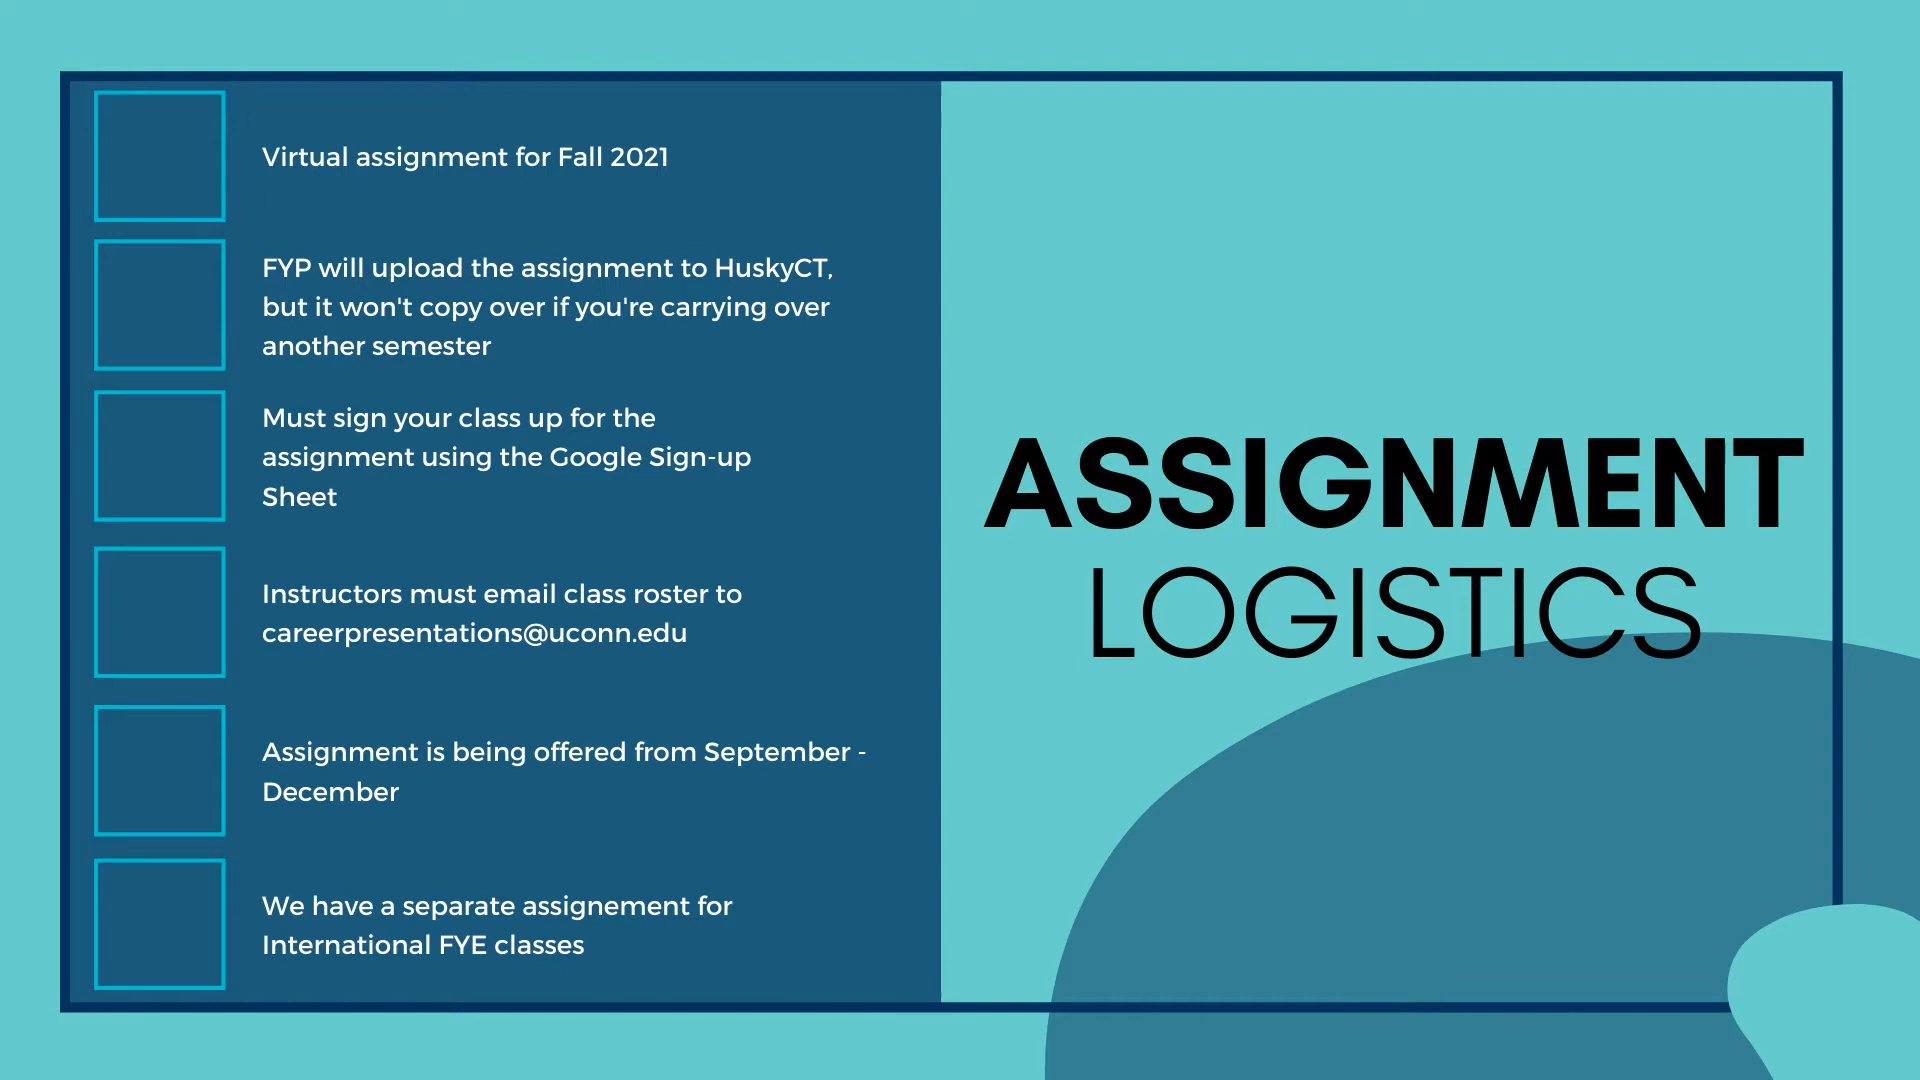 Virtual assignment for Fall 2021
FYP will upload the assignment to HuskyCT,
but it won't copy over if you're carrying over
another semester
Must sign your class up for the
assignment using the Google Sign-up
Sheet
Instructors must email class roster to
careerpresentations@uconn.edu
Assignment is being offered from September -
December
We have a separate assignement for
International FYE classes
ASSIGNMENT
LOGISTICS